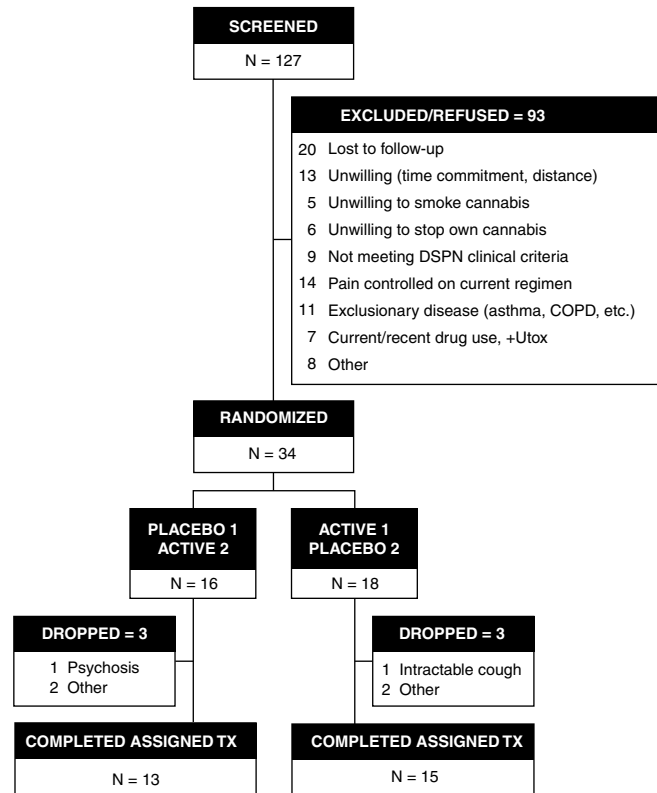 SCREENED
N = 127
EXCLUDED/REFUSED = 93
20 Lost to follow-up
13 Unwilling (time commitment, distance)
5 Unwilling to smoke cannabis
6 Unwilling to stop own cannabis
9 Not meeting DSPN clinical criteria
14 Pain controlled on current regimen
11 Exclusionary disease (asthma, COPD, etc.)
7 Current/recent drug use, +Utox
8 Other
RANDOMIZED
N = 34
PLACEBO 1
ACTIVE 2
N = 16
ACTIVE 1
PLACEBO 2
N = 18
DROPPED = 3
1 Psychosis
2 Other
DROPPED = 3
1 Intractable cough
2 Other
COMPLETED ASSIGNED TX
N = 13
COMPLETED ASSIGNED TX
N = 15